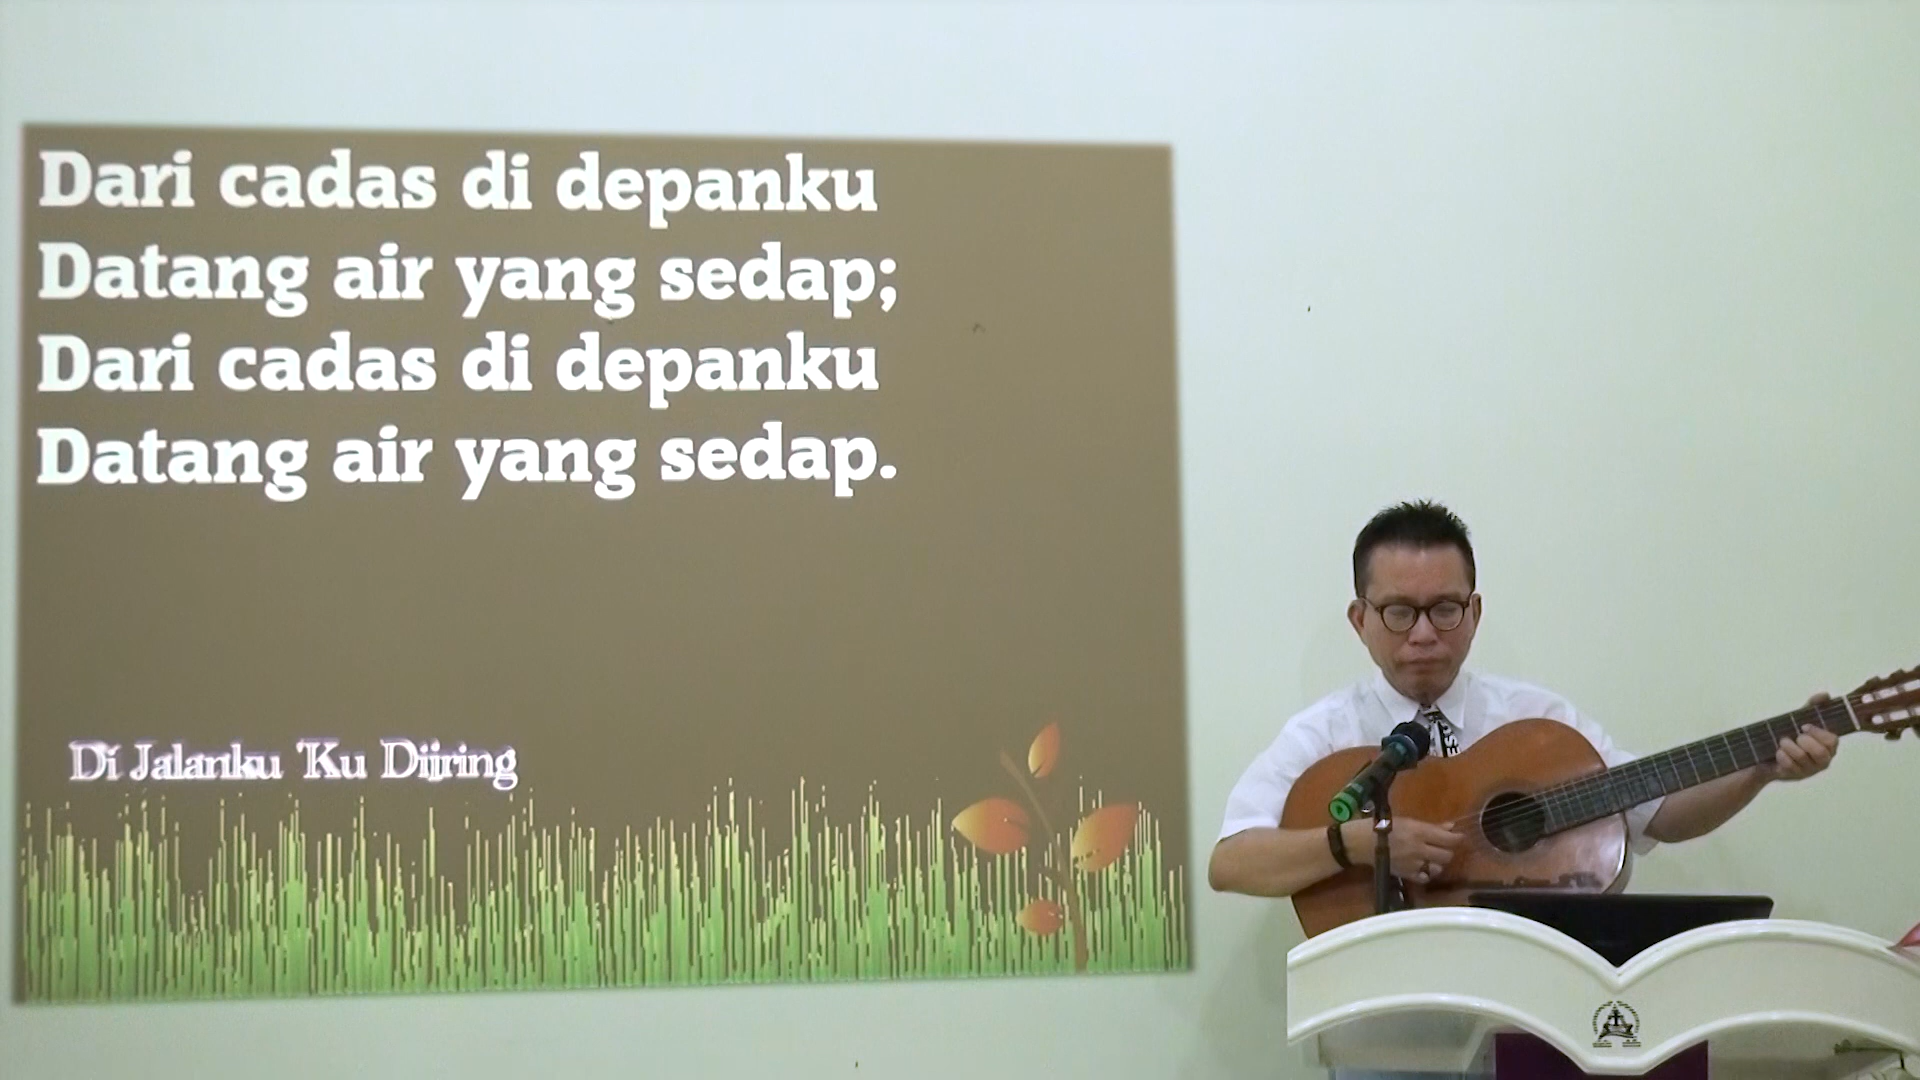 Dari cadas di depanku
Datang air yang sedap;
Dari cadas di depanku
Datang air yang sedap.
Di Jalanku 'Ku Diiring